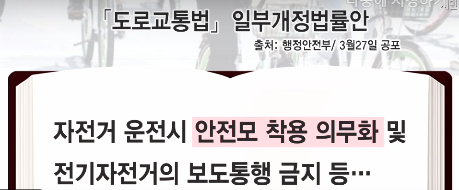 「도로교통법」 일부개정법률안
출처: 행정안전부/ 3월27일 공포
자전거 운전시 안전모 착용 의무화 및
전기자전거의 보도통행 금지 등…